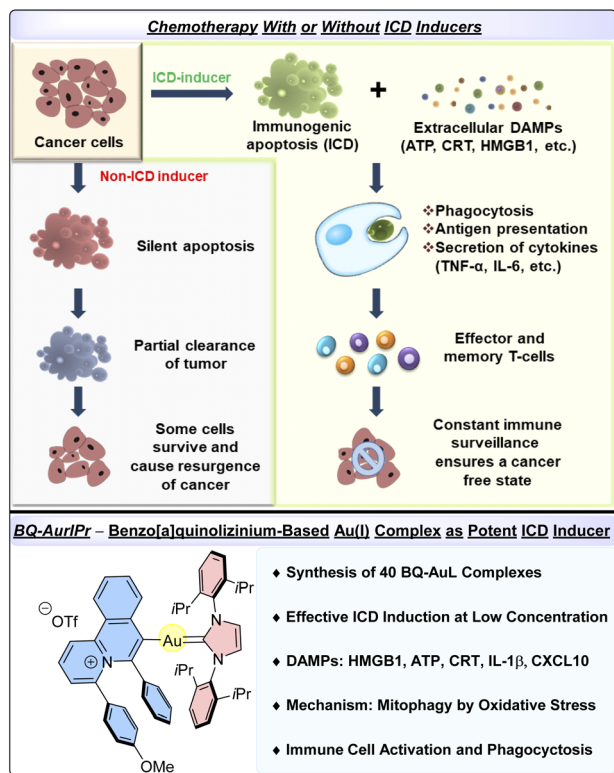 Chemotherapy With or Without ICD Inducers
Cancer cells
ICD-inducer
Immunogenic
apoptosis (ICD)
+
Extracellular DAMPs
(ATP, CRT, HMGB1, etc.)
Non-ICD inducer
Silent apoptosis
Partial clearance
of tumor
Some cells
survive and
cause resurgence
of cancer
❖Phagocytosis
❖Antigen presentation
❖Secretion of cytokines
(TNF-α, IL-6, etc.)
Effector and
memory T-cells
Constant immune
surveillance
ensures a cancer
free state
BQ-AurIPr – Benzo[a]quolizinium-Based Au(I) Complex as Potent ICD Inducer
⊖
OTf
iPr
iPr
N
Au
N
N
⊕
iPr
iPr
OMe
♦ Synthesis of 40 BQ-AuL Complexes
♦ Effective ICD Induction at Low Concentration
♦ DAMPs: HMGB1, ATP, CRT, IL-1β, CXCL10
♦ Mechanism: Mitophagy by Oxidative Stress
♦ Immune Cell Activation and Phagocyctosis